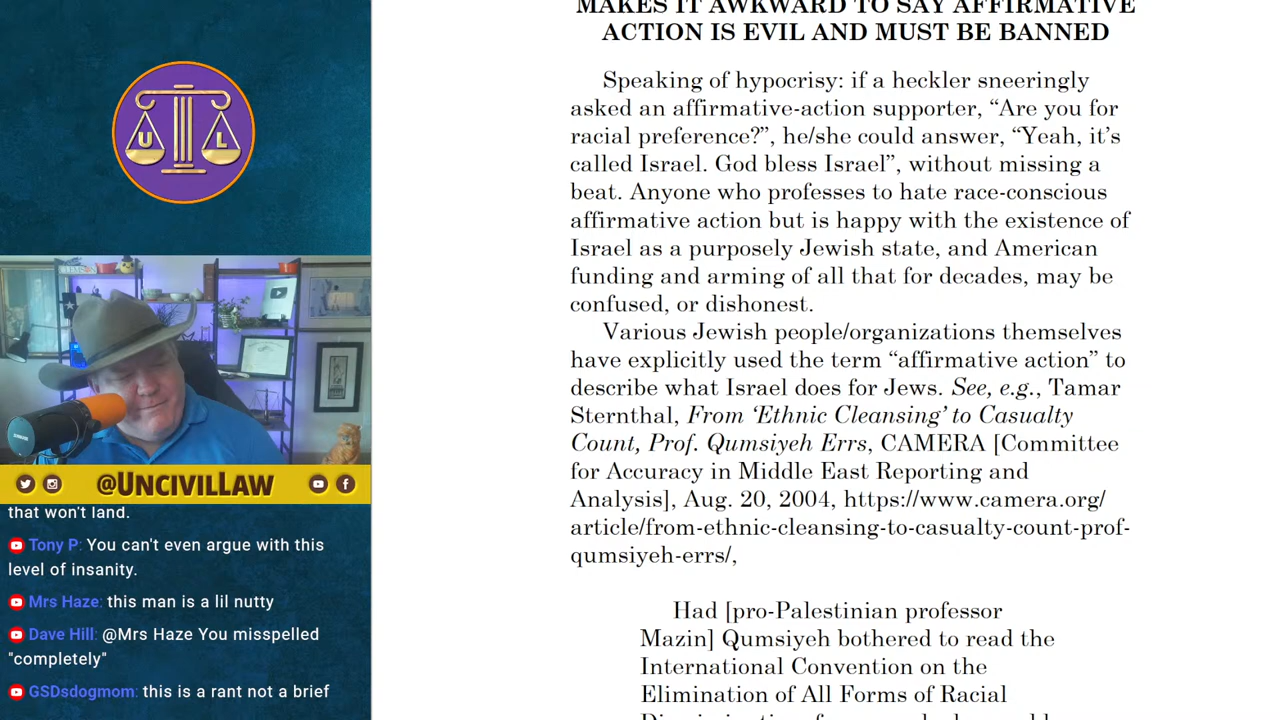 MAKES IT AWKWARD TO SAY AFFIRMATIVE
ACTION IS EVIL AND MUST BE BANNED
Speaking of hypocrisy: if a heckler sneeringly
asked an affirmative-action supporter, “Are you for
racial preference?”, he/she could answer, “Yeah, it’s
called Israel. God bless Israel”, without missing a
beat. Anyone who professes to hate race-conscious
affirmative action but is happy with the existence of
Israel as a purposely Jewish state, and American
funding and arming of all that for decades, may be
confused, or dishonest.
Various Jewish people/organizations themselves
have explicitly used the term “affirmative action” to
describe what Israel does for Jews. See, e.g., Tamar
Sternthal, From ‘Ethnic Cleansing’ to Casualty
Count, Prof. Qumsiyeh Errs, CAMERA [Committee
for Accuracy in Middle East Reporting and
Analysis], Aug. 20, 2004, https://www.camera.org/
article/from-ethnic-cleansing-to-casualty-count-prof-
qumsiyeh-errs/,
Had [pro-Palestinian professor
Mazin] Qumsiyeh bothered to read the
International Convention on the
Elimination of All Forms of Racial
U L
@UNCIVILLAW
that won't land.
Tony P: You can't even argue with this
level of insanity.
Mrs Haze: this man is a lil nutty
Dave Hill: @Mrs Haze You misspelled
"completely"
GSDsdogmom: this is a rant not a brief